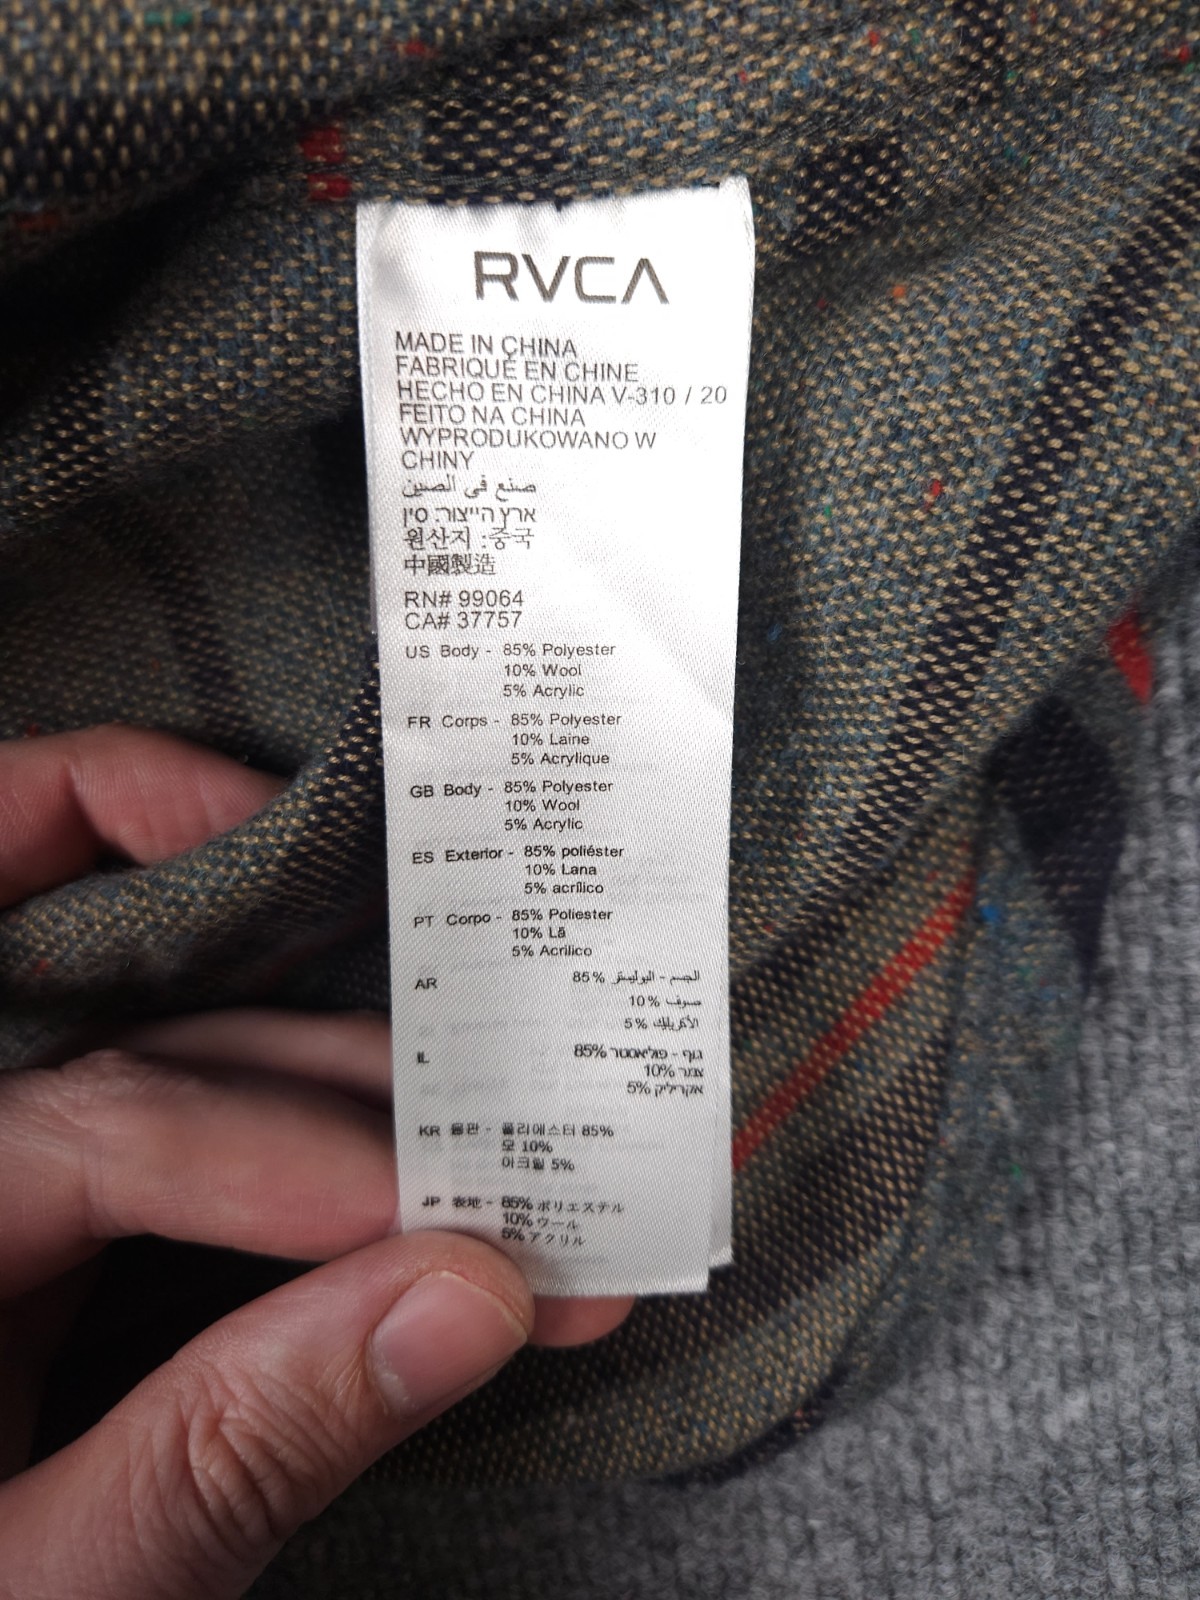 RVCA
MADE IN CHINA
FABRIQUÉ EN CHINE
HECHO EN CHINA V-310 / 20
FEITO NA CHINA
WYPRODUKOWANO W
CHINY
صنع في الصين
ארץ הייצור: סין
원산지 :중국
中國製造
RN# 99064
CA# 37757
US Body - 85% Polyester
10% Wool
5% Acrylic
FR Corps - 85% Polyester
10% Laine
5% Acrylique
GB Body - 85% Polyester
10% Wool
5% Acrylic
ES Exterior - 85% poliéster
10% Lana
5% acrílico
PT Corpo - 85% Poliester
10% Lã
5% Acrilico
AR الجسم - البوليستر 85%
صوف 10%
الأكريليك 5%
IL גוף - פוליאסטר 85%
צמר 10%
אקריליק 5%
KR 몸판 - 폴리에스터 85%
모 10%
아크릴 5%
JP 表地 - 85% ポリエステル
10% ウール
5% アクリル